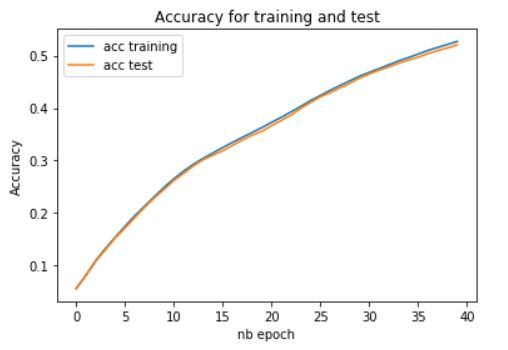 Accuracy for training and test
acc training
acc test
Accuracy
0.5
0.4
0.3
0.2
0.1
0 5 10 15 20 25 30 35 40
nb epoch